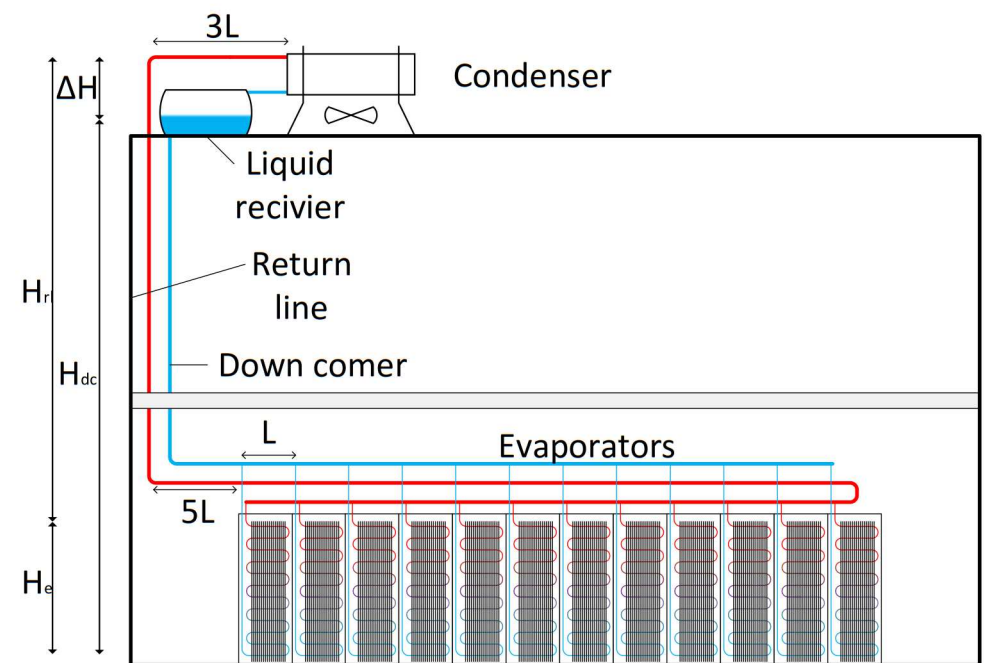 3L
Condenser
ΔH
Liquid
recivier
Return
line
Hrl
Down comer
Hdc
L
Evaporators
5L
He